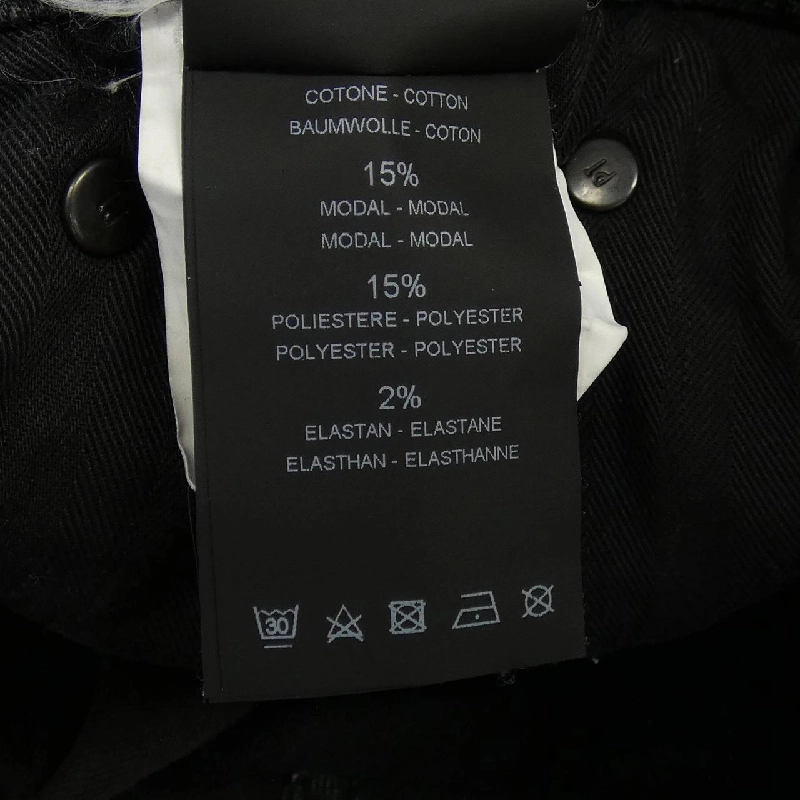 COTONE - COTTON
BAUMWOLLE - COTON
15%
MODAL - MODAL
MODAL - MODAL
15%
POLIESTERE - POLYESTER
POLYESTER - POLYESTER
2%
ELASTAN - ELASTANE
ELASTHAN - ELASTHANNE
30